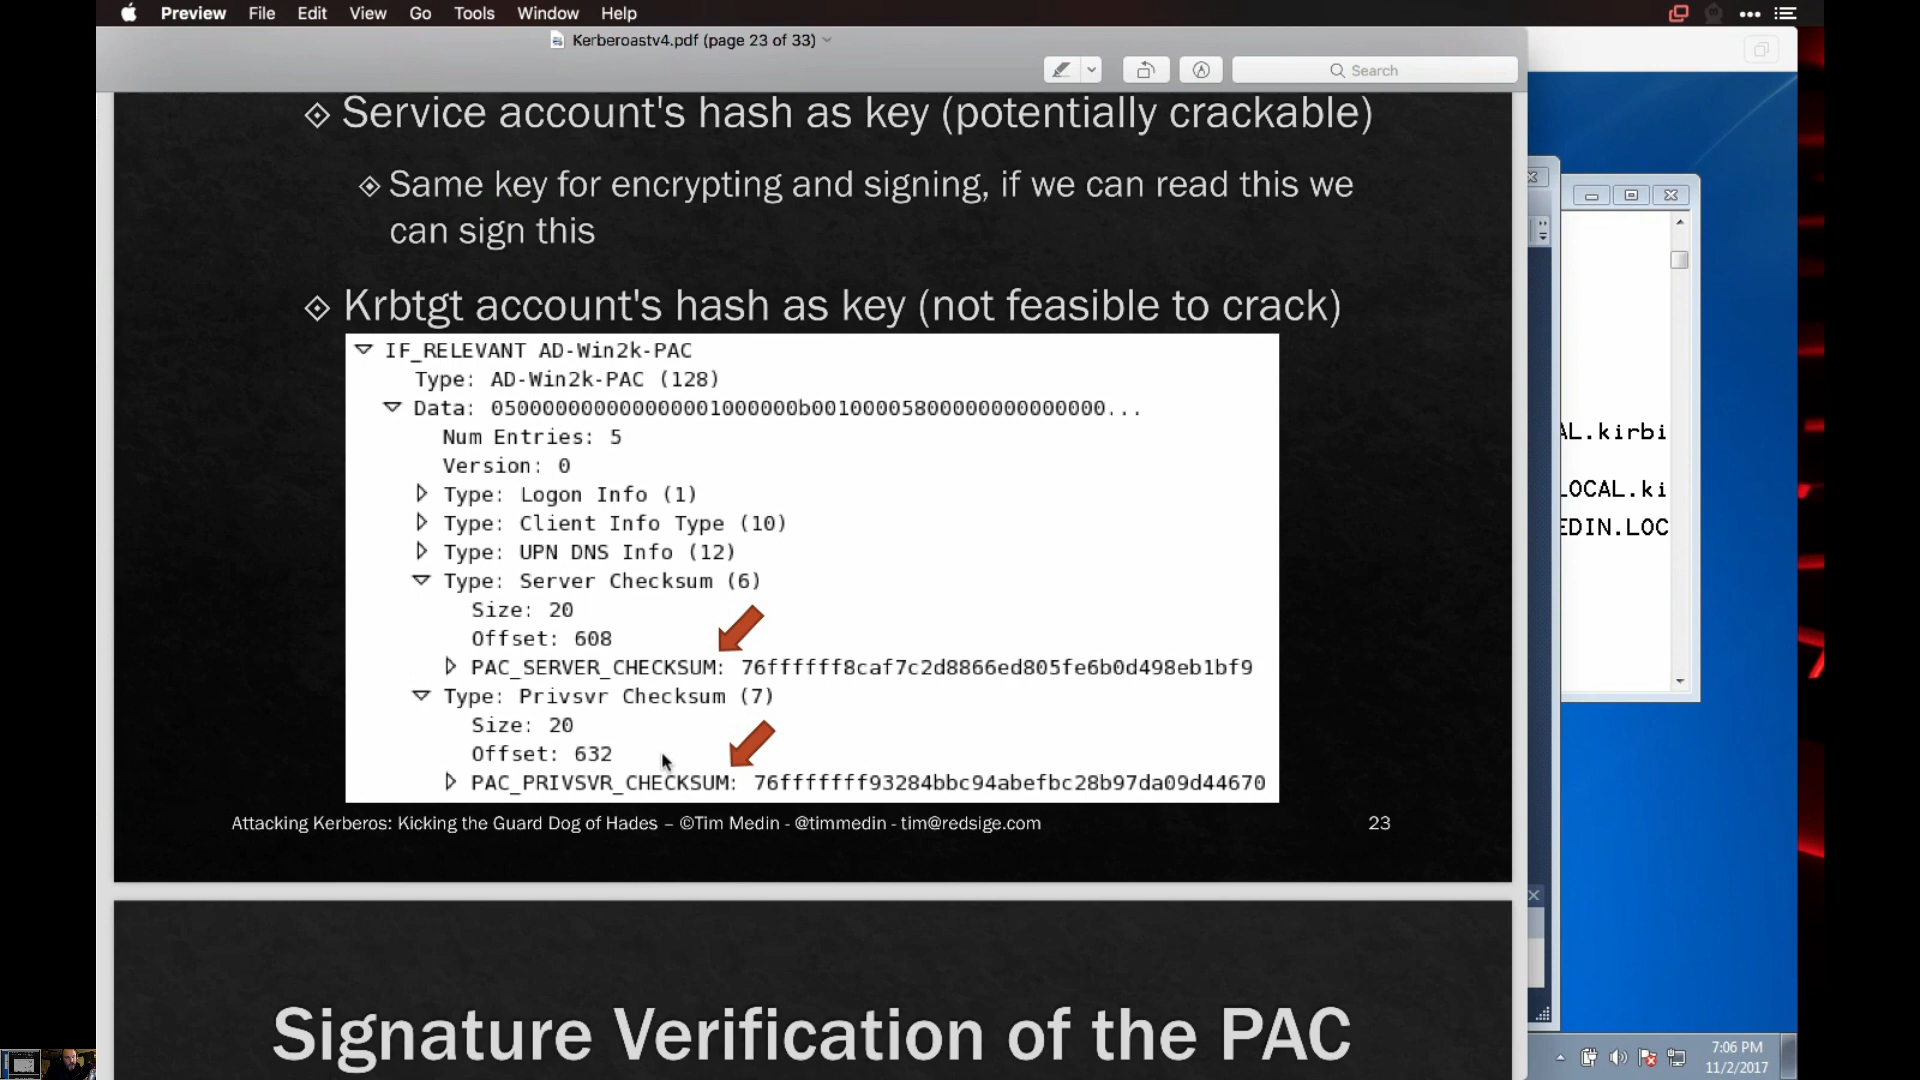 Preview File Edit View Go Tools Window Help
Kerberoastv4.pdf (page 23 of 33)
Search
Service account's hash as key (potentially crackable)
Same key for encrypting and signing, if we can read this we
can sign this
Krbtgt account's hash as key (not feasible to crack)
IF_RELEVANT AD-Win2k-PAC
Type: AD-Win2k-PAC (128)
Data: 050000000000000001000000b00100005800000000000000...
Num Entries: 5
Version: 0
Type: Logon Info (1)
Type: Client Info Type (10)
Type: UPN DNS Info (12)
Type: Server Checksum (6)
Size: 20
Offset: 608
PAC_SERVER_CHECKSUM: 76ffffff8caf7c2d8866ed805fe6b0d498eb1bf9
Type: Privsvr Checksum (7)
Size: 20
Offset: 632
PAC_PRIVSVR_CHECKSUM: 76fffffff93284bbc94abefbc28b97da09d44670
Attacking Kerberos: Kicking the Guard Dog of Hades – ©Tim Medin - @timmedin - tim@redsige.com
23
Signature Verification of the PAC
AL.kirbi
LOCAL.ki
EDIN.LOC
7:06 PM
11/2/2017